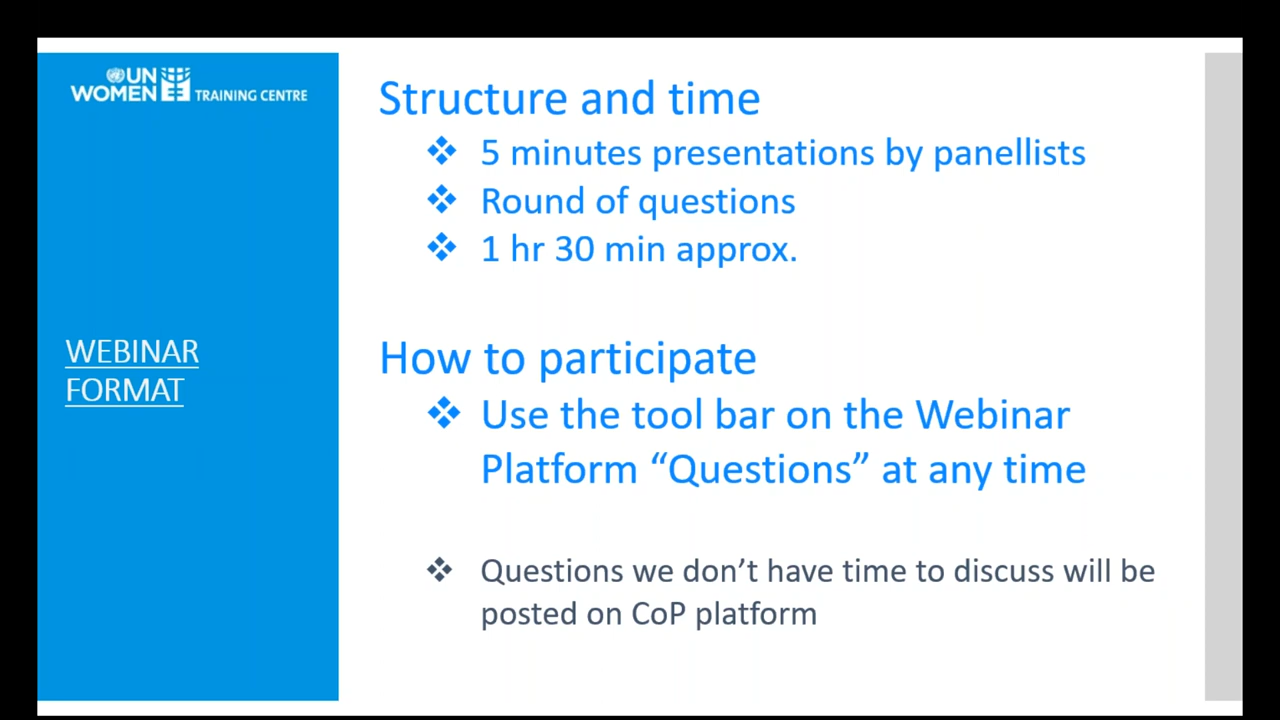 UN
WOMEN TRAINING CENTRE
WEBINAR
FORMAT
Structure and time
❖ 5 minutes presentations by panellists
❖ Round of questions
❖ 1 hr 30 min approx.
How to participate
❖ Use the tool bar on the Webinar
Platform “Questions” at any time
❖ Questions we don’t have time to discuss will be
posted on CoP platform